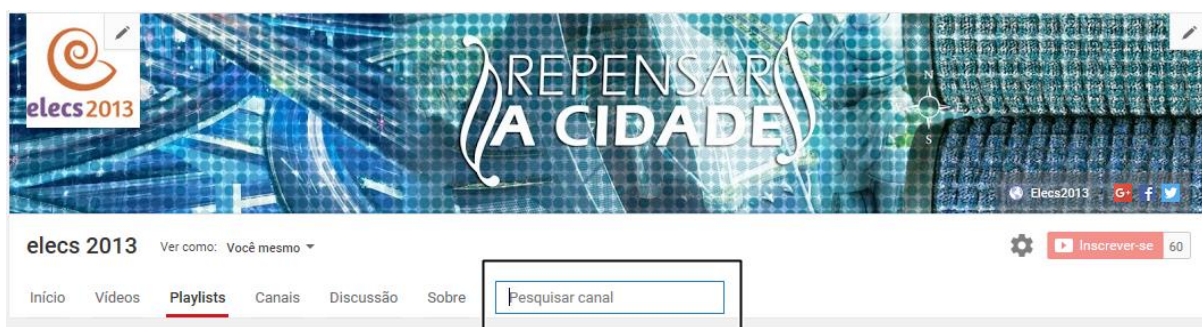 elecs2013
REPENSAR
A CIDADE
N
S
Elecs2013 G+ f
elecs 2013 Ver como: Você mesmo Inscrever-se 60
Início Vídeos Playlists Canais Discussão Sobre Pesquisar canal